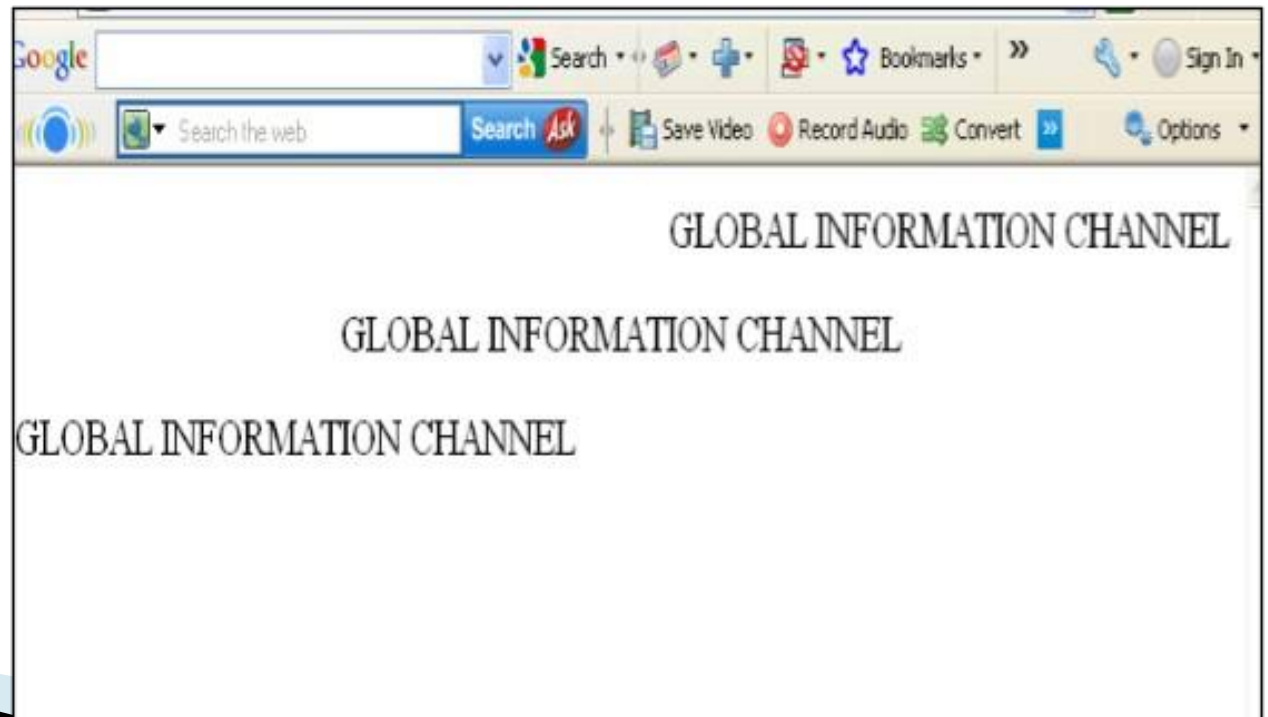 Google Search Bookmarks » Sign In
Search the web Search Ask Save Video Record Audio Convert » Options
GLOBAL INFORMATION CHANNEL
GLOBAL INFORMATION CHANNEL
GLOBAL INFORMATION CHANNEL